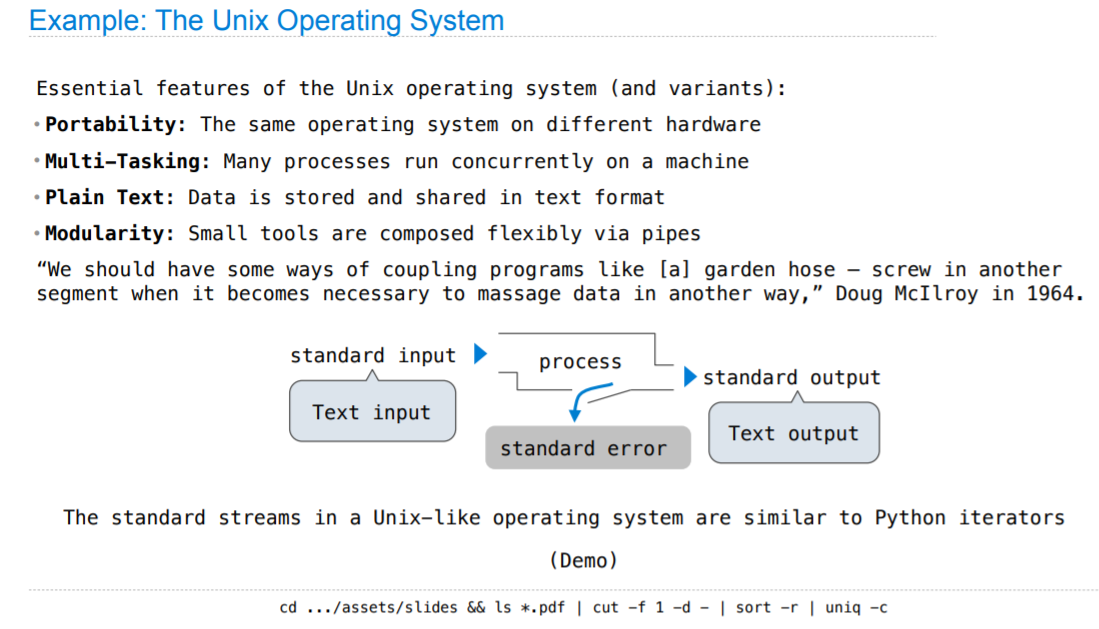 Example: The Unix Operating System
Essential features of the Unix operating system (and variants):
• Portability: The same operating system on different hardware
• Multi-Tasking: Many processes run concurrently on a machine
• Plain Text: Data is stored and shared in text format
• Modularity: Small tools are composed flexibly via pipes
“We should have some ways of coupling programs like [a] garden hose – screw in another
segment when it becomes necessary to massage data in another way,” Doug McIlroy in 1964.
standard input
process
standard output
Text input
Text output
standard error
The standard streams in a Unix-like operating system are similar to Python iterators
(Demo)
cd .../assets/slides && ls *.pdf | cut -f 1 -d - | sort -r | uniq -c